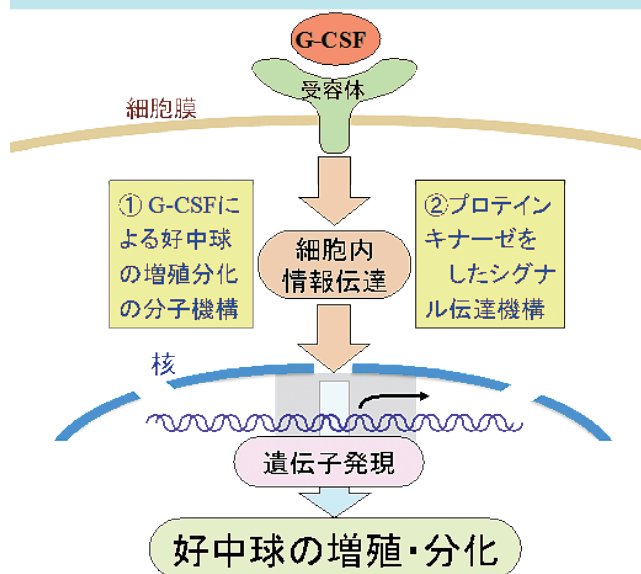 G-CSF
受容体
細胞膜
① G-CSFに
よる好中球
の増殖分化
の分子機構
②プロテイン
キナーゼを
したシグナ
ル伝達機構
細胞内
情報伝達
核
遺伝子発現
好中球の増殖・分化